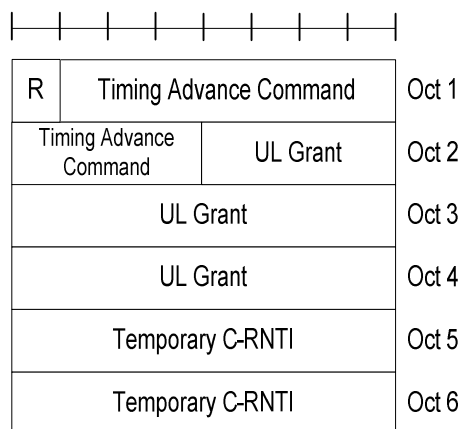 R Timing Advance Command Oct 1
Timing Advance
Command UL Grant Oct 2
UL Grant Oct 3
UL Grant Oct 4
Temporary C-RNTI Oct 5
Temporary C-RNTI Oct 6